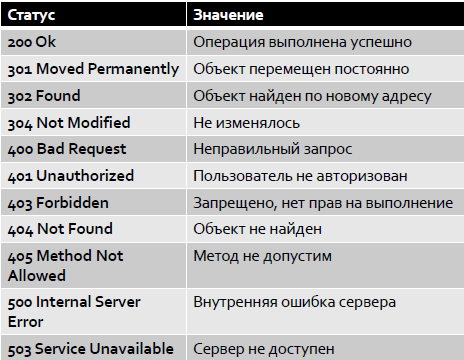 Статус Значение
200 Ok Операция выполнена успешно
301 Moved Permanently Объект перемещен постоянно
302 Found Объект найден по новому адресу
304 Not Modified Не изменялось
400 Bad Request Неправильный запрос
401 Unauthorized Пользователь не авторизован
403 Forbidden Запрещено, нет прав на выполнение
404 Not Found Объект не найден
405 Method Not Метод не допустим
Allowed
500 Internal Server Внутренняя ошибка сервера
Error
503 Service Unavailable Сервер не доступен